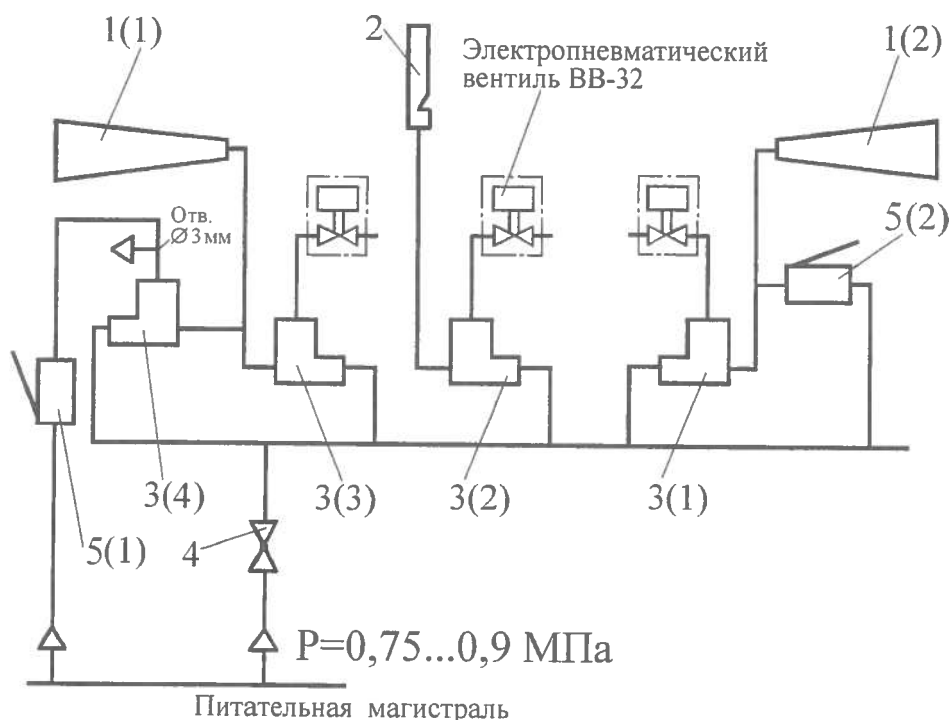 1(1)
2
Электропневматический
вентиль ВВ-32
1(2)
Отв.
Ø3мм
5(2)
3(4)
3(3)
3(2)
3(1)
5(1)
4
Р=0,75...0,9 МПа
Питательная магистраль